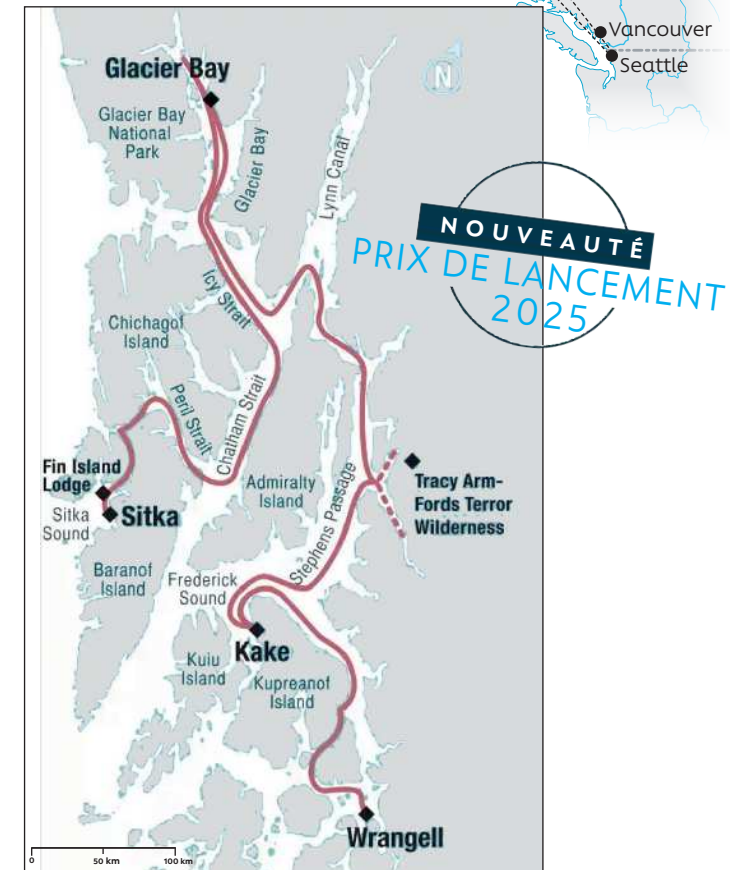 Vancouver
Seattle
Glacier Bay
N
Glacier Bay
National
Park
Glacier Bay
Lynn Canal
NOUVEAUTÉ
PRIX DE LANCEMENT
2025
Icy Strait
Chichagof
Island
Peril Strait
Chatham Strait
Fin Island
Lodge
Sitka
Sound
Sitka
Admiralty
Island
Stephens Passage
Tracy Arm-
Fords Terror
Wilderness
Baranof
Island
Frederick
Sound
Kake
Kuiu
Island
Kupreanof
Island
Wrangell
0 50 km 100 km